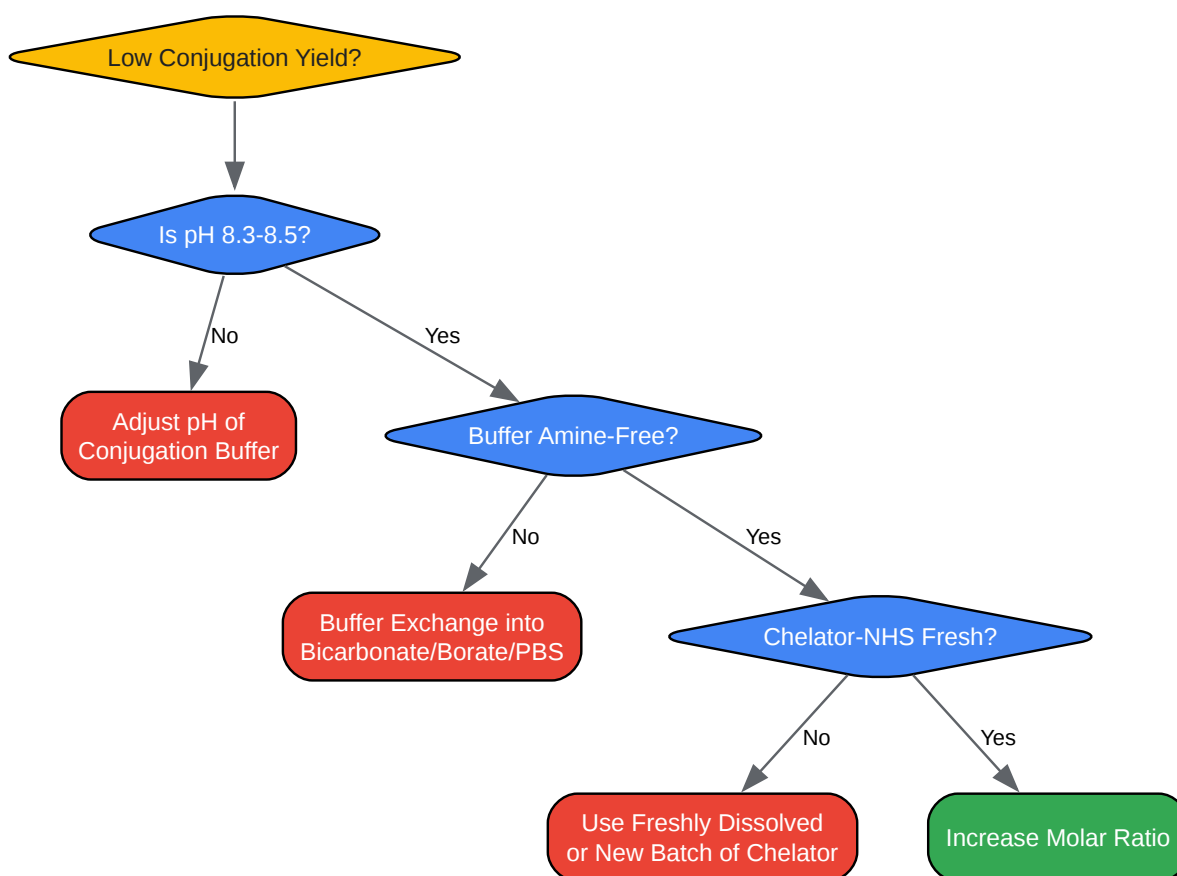 Low Conjugation Yield?
Is pH 8.3-8.5?
No
Yes
Adjust pH of
Conjugation Buffer
Buffer Amine-Free?
No
Yes
Buffer Exchange into
Bicarbonate/Borate/PBS
Chelator-NHS Fresh?
No
Yes
Use Freshly Dissolved
or New Batch of Chelator
Increase Molar Ratio